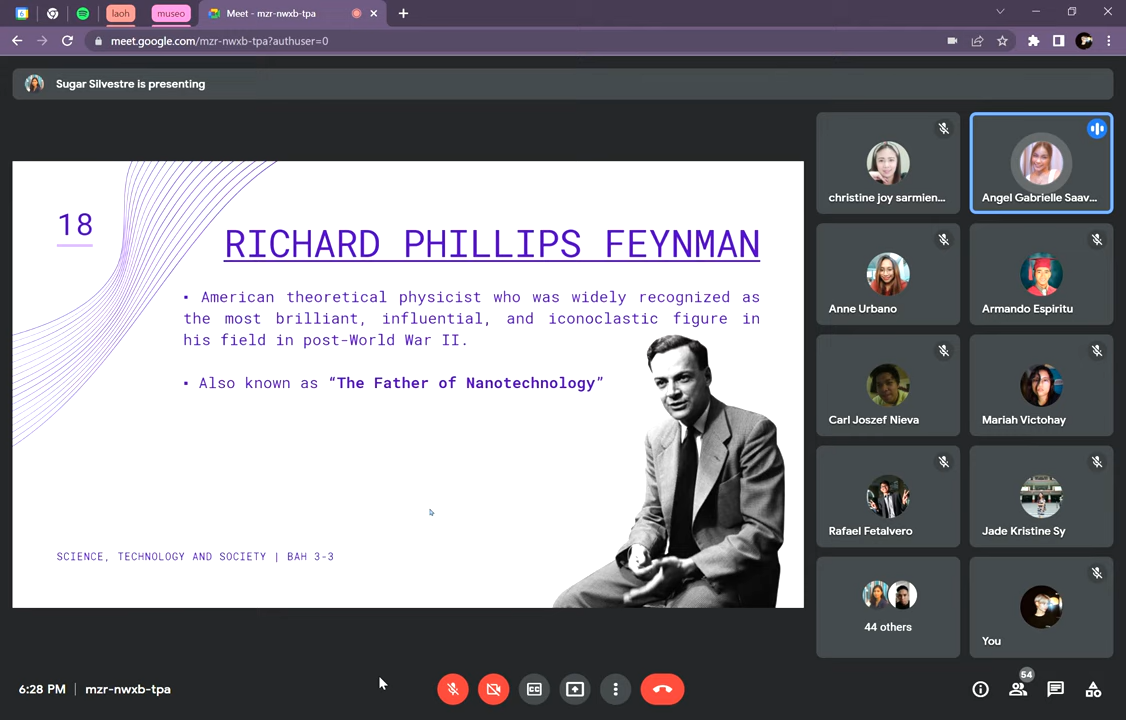 laoh
museo
Meet - mzr-nwxb-tpa
meet.google.com/mzr-nwxb-tpa?authuser=0
Sugar Silvestre is presenting
18
RICHARD PHILLIPS FEYNMAN
▪ American theoretical physicist who was widely recognized as
the most brilliant, influential, and iconoclastic figure in
his field in post-World War II.
▪ Also known as “The Father of Nanotechnology”
SCIENCE, TECHNOLOGY AND SOCIETY | BAH 3-3
christine joy sarmien...
Angel Gabrielle Saav...
Anne Urbano
Armando Espiritu
Carl Joszef Nieva
Mariah Victohay
Rafael Fetalvero
Jade Kristine Sy
44 others
You
6:28 PM | mzr-nwxb-tpa
54